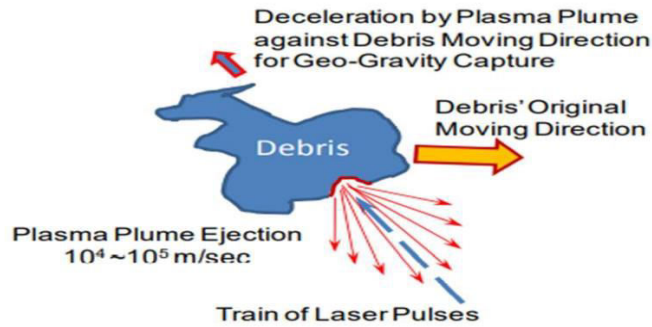 Deceleration by Plasma Plume
against Debris Moving Direction
for Geo-Gravity Capture
Debris' Original
Moving Direction
Debris
Plasma Plume Ejection
10⁴ ~10⁵ m/sec
Train of Laser Pulses